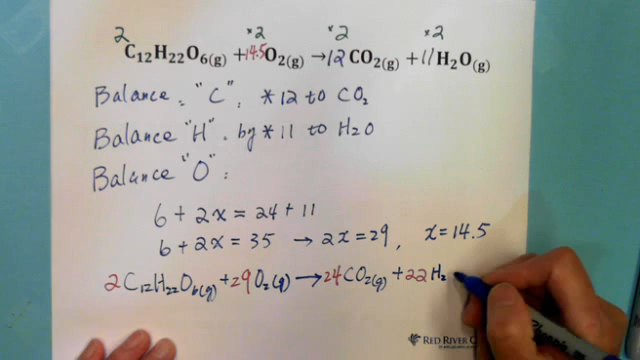 2 *2 *2 *2
C₁₂H₂₂O₆(g) + 14.5 O₂(g) → 12 CO₂(g) + 11 H₂O(g)
Balance "C": *12 to CO₂
Balance "H". by *11 to H₂O
Balance "O":
6 + 2x = 24 + 11
6 + 2x = 35 → 2x = 29, x = 14.5
2 C₁₂H₂₂O₆(g) + 29 O₂(g) → 24 CO₂(g) + 22 H₂
RED RIVER